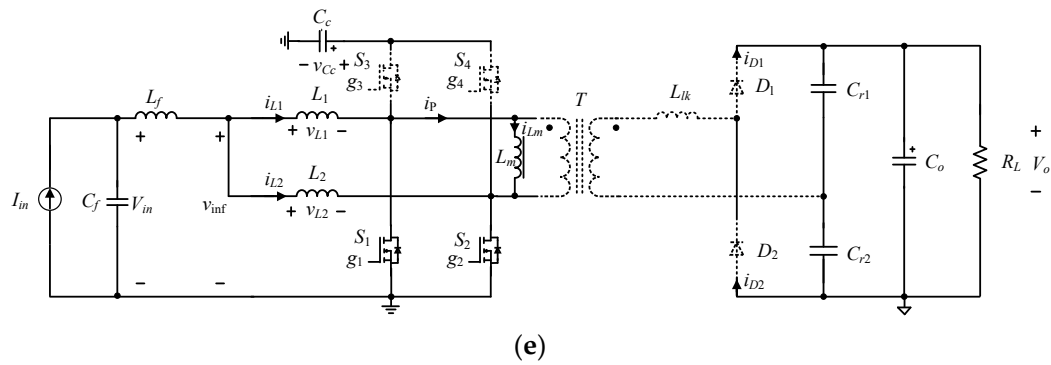 C_c
− v_Cc +
S_3
g_3
S_4
g_4
L_f
i_L1
L_1
i_P
T
L_lk
i_D1
D_1
C_r1
+
+
+ v_L1 −
i_Lm
L_m
I_in
C_f
V_in
v_inf
i_L2
L_2
+ v_L2 −
C_o
+
R_L
+
V_o
−
S_1
g_1
S_2
g_2
D_2
C_r2
−
−
i_D2
(e)